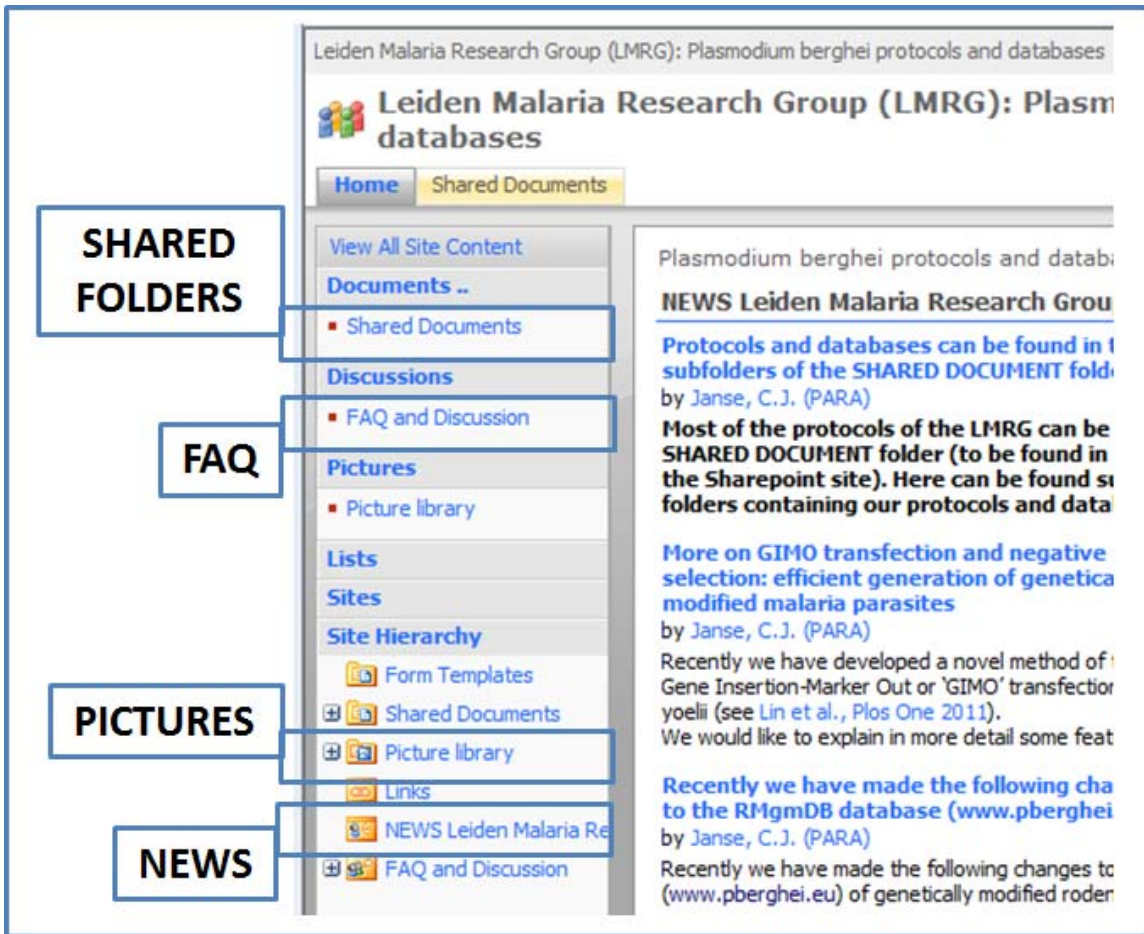 Leiden Malaria Research Group (LMRG): Plasmodium berghei protocols and databases
Leiden Malaria Research Group (LMRG): Plasm
databases
Home
Shared Documents
SHARED
FOLDERS
FAQ
PICTURES
NEWS
View All Site Content
Documents ..
Shared Documents
Discussions
FAQ and Discussion
Pictures
Picture library
Lists
Sites
Site Hierarchy
Form Templates
Shared Documents
Picture library
Links
NEWS Leiden Malaria Re
FAQ and Discussion
Plasmodium berghei protocols and databa
NEWS Leiden Malaria Research Grou
Protocols and databases can be found in t
subfolders of the SHARED DOCUMENT folde
by Janse, C.J. (PARA)
Most of the protocols of the LMRG can be
SHARED DOCUMENT folder (to be found in
the Sharepoint site). Here can be found su
folders containing our protocols and data
More on GIMO transfection and negative
selection: efficient generation of genetica
modified malaria parasites
by Janse, C.J. (PARA)
Recently we have developed a novel method of
Gene Insertion-Marker Out or 'GIMO' transfection
yoelii (see Lin et al., Plos One 2011).
We would like to explain in more detail some feat
Recently we have made the following cha
to the RMgmDB database (www.pberghei.
by Janse, C.J. (PARA)
Recently we have made the following changes to
(www.pberghei.eu) of genetically modified roden